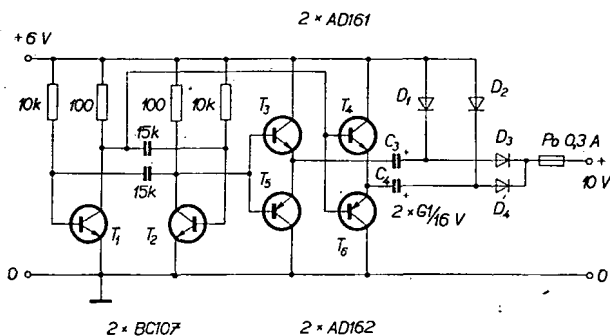 2 × AD161
+6 V
10k
100
100
10k
15k
15k
T1
T2
T3
T4
T5
T6
D1
D2
C3
+
C4
+
2 × G1/16 V
D3
D4
Po 0,3 A
+
10 V
0
0
2 × BC107
2 × AD162